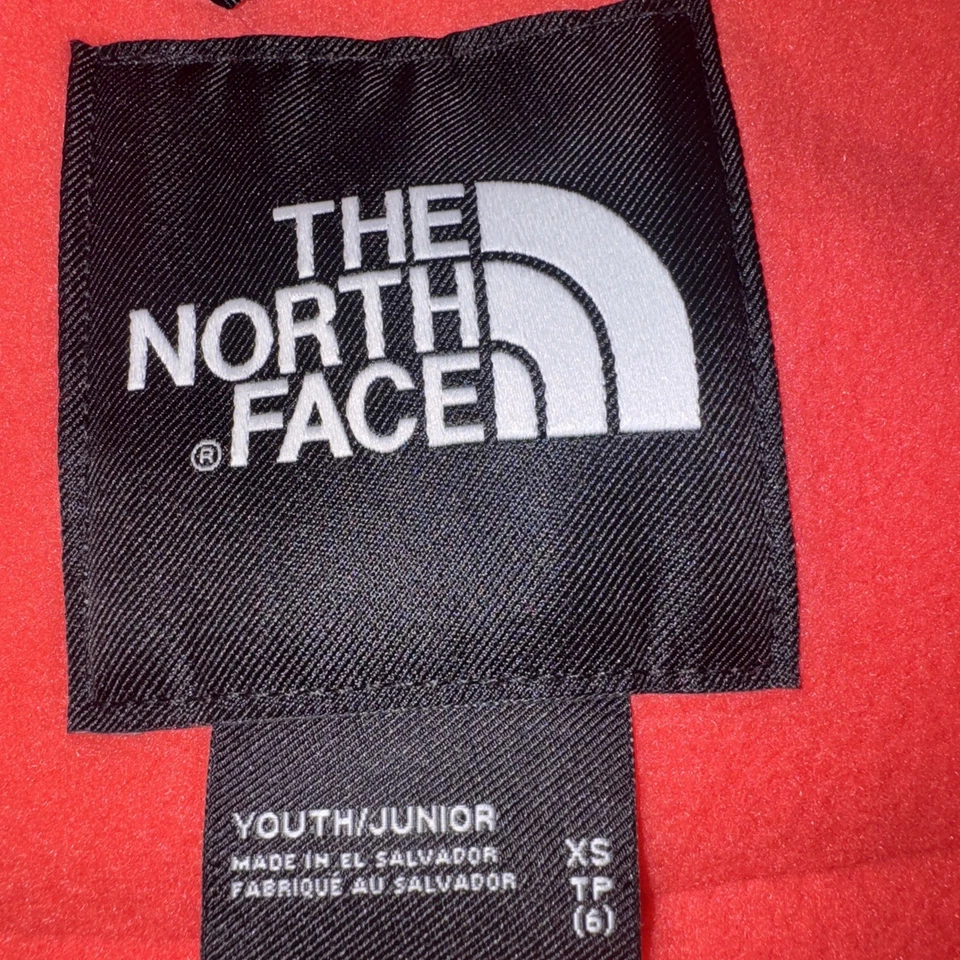 THE
NORTH
FACE
®
YOUTH/JUNIOR
MADE IN EL SALVADOR
FABRIQUÉ AU SALVADOR
XS
TP
(6)